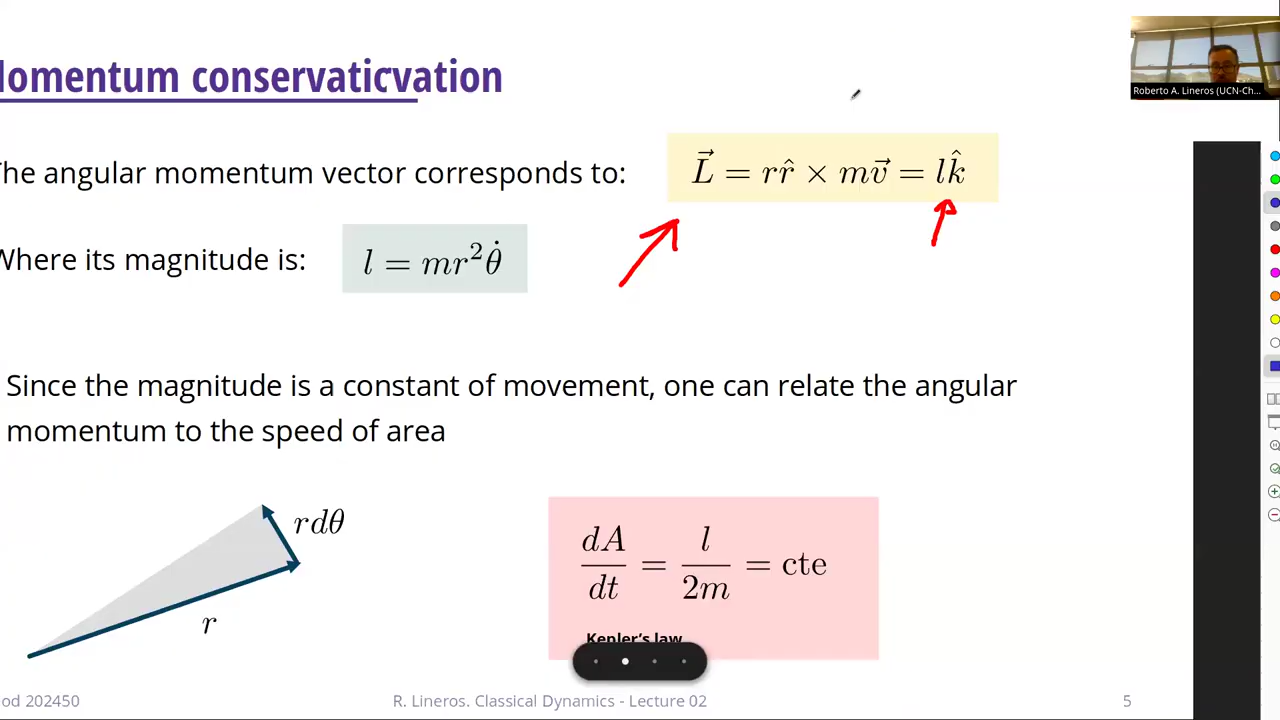 Momentum conservaticvation
Roberto A. Lineros (UCN-Ch...
The angular momentum vector corresponds to:
$\vec{L} = r\hat{r} \times m\vec{v} = l\hat{k}$
Where its magnitude is:
$l = mr^2\dot{\theta}$
Since the magnitude is a constant of movement, one can relate the angular
momentum to the speed of area
$rd\theta$
$r$
$\frac{dA}{dt} = \frac{l}{2m} = \text{cte}$
Kepler's law
od 202450
R. Lineros. Classical Dynamics - Lecture 02
5